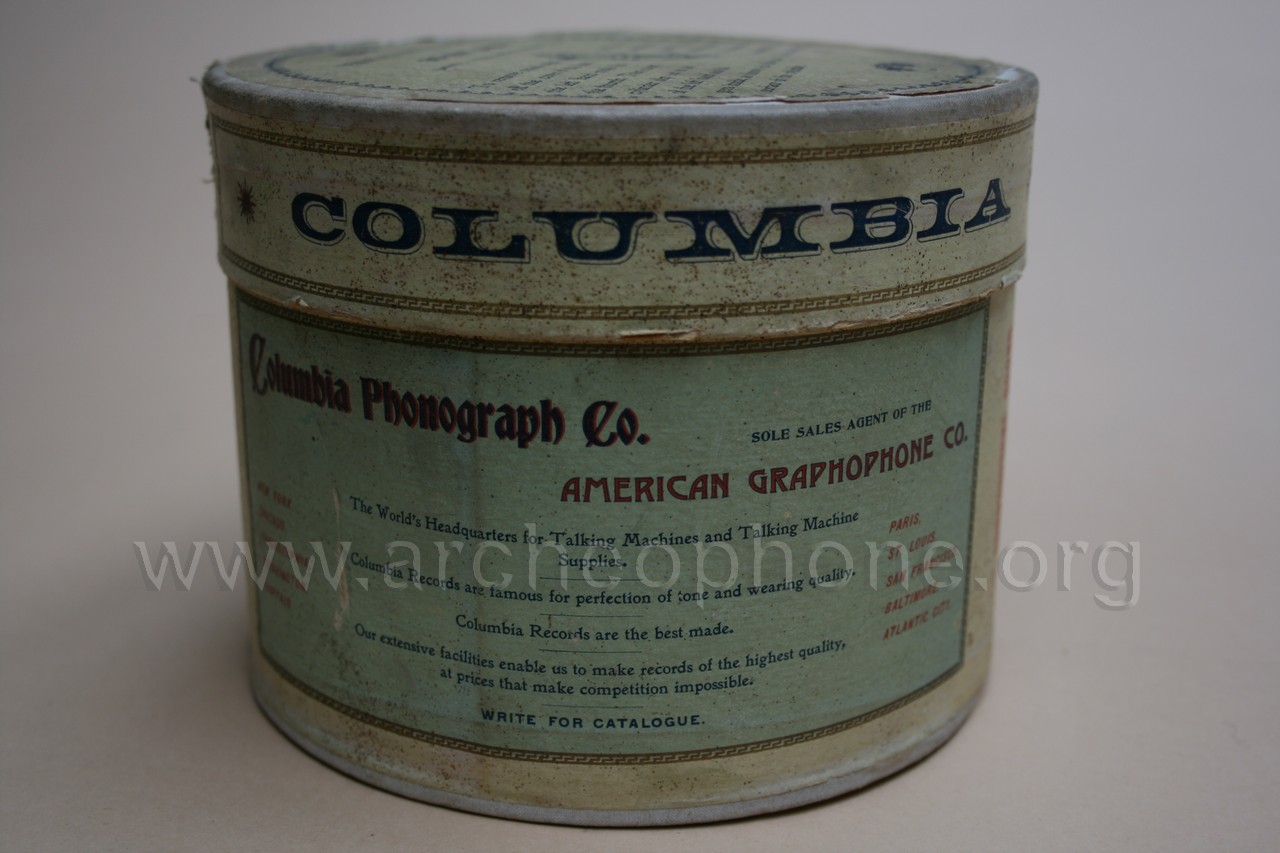 COLUMBIA
Columbia Phonograph Co.
SOLE SALES AGENT OF THE
AMERICAN GRAPHOPHONE CO.
NEW YORK
The World's Headquarters for Talking Machines and Talking Machine
Supplies.
Columbia Records are famous for perfection of tone and wearing quality.
Columbia Records are the best made.
Our extensive facilities enable us to make records of the highest quality,
at prices that make competition impossible.
WRITE FOR CATALOGUE.
PARIS,
ST. LOUIS,
SAN FRANCISCO,
BALTIMORE,
ATLANTIC CITY.
www.archeophone.org